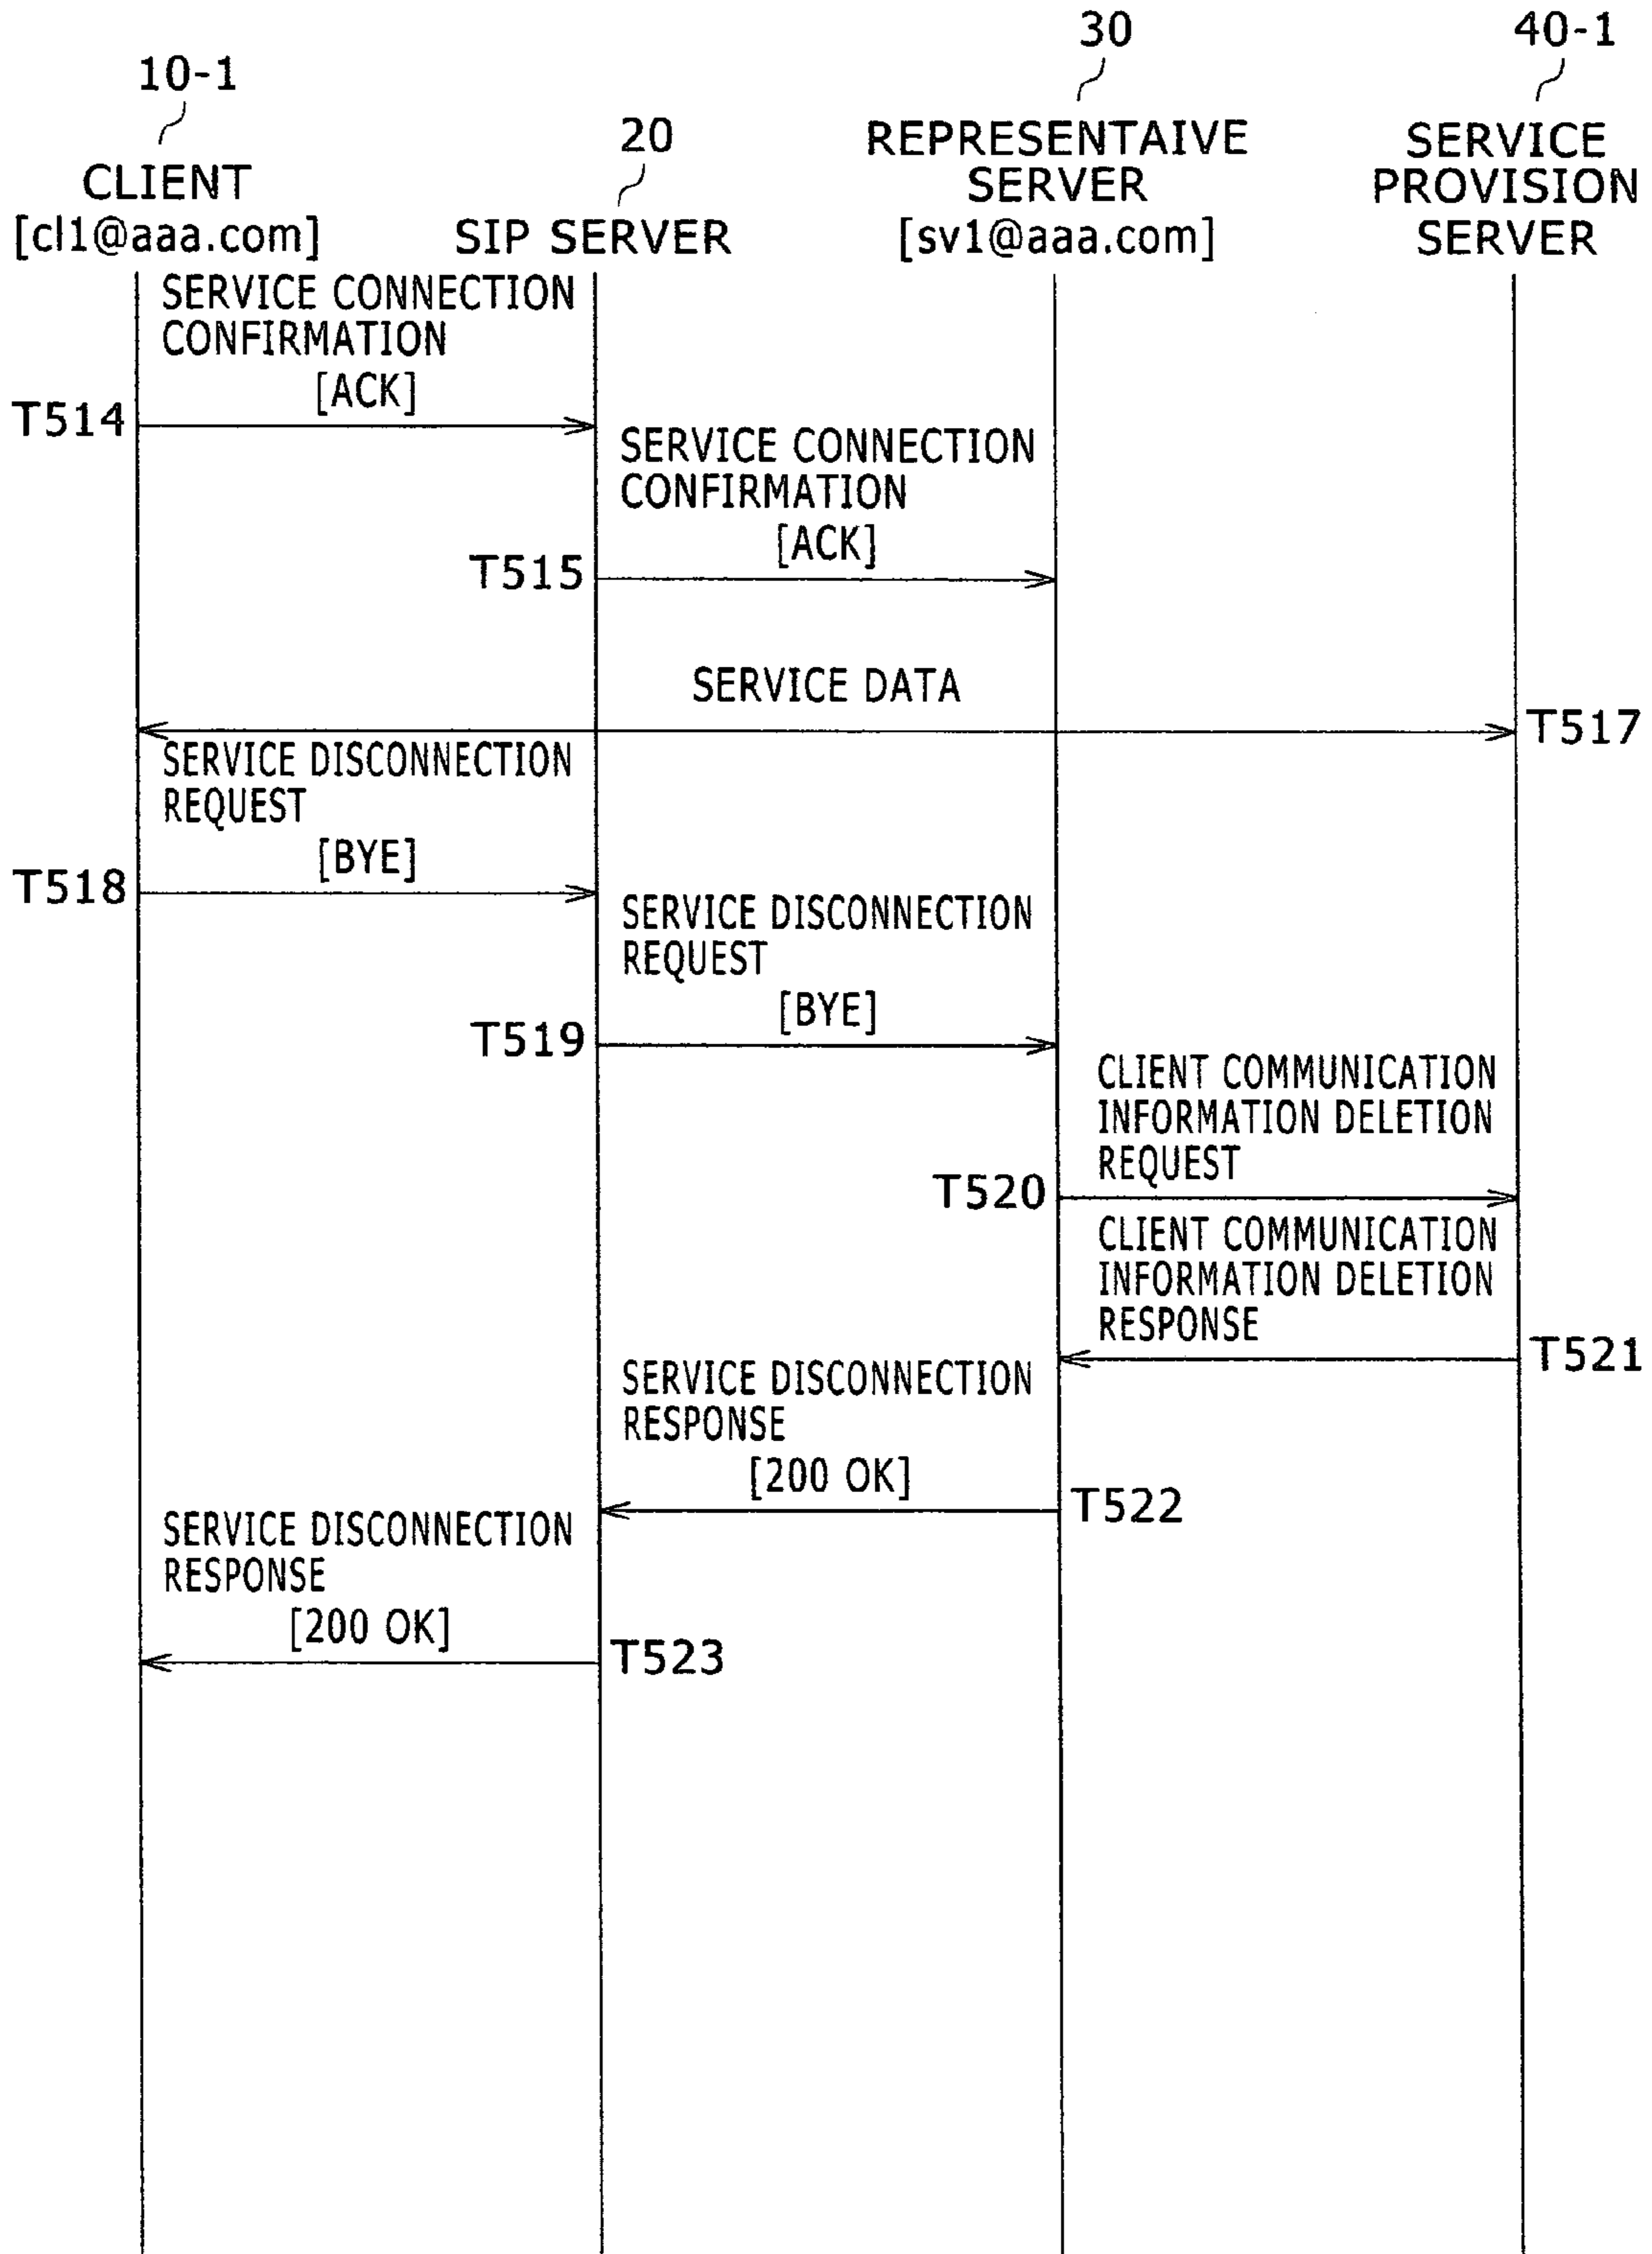 10-1
CLIENT
[cl1@aaa.com]
20
SIP SERVER
30
REPRESENTAIVE
SERVER
[sv1@aaa.com]
40-1
SERVICE
PROVISION
SERVER
SERVICE CONNECTION
CONFIRMATION
[ACK]
T514
SERVICE CONNECTION
CONFIRMATION
[ACK]
T515
SERVICE DATA
T517
SERVICE DISCONNECTION
REQUEST
[BYE]
T518
SERVICE DISCONNECTION
REQUEST
[BYE]
T519
CLIENT COMMUNICATION
INFORMATION DELETION
REQUEST
T520
CLIENT COMMUNICATION
INFORMATION DELETION
RESPONSE
T521
SERVICE DISCONNECTION
RESPONSE
[200 OK]
T522
SERVICE DISCONNECTION
RESPONSE
[200 OK]
T523